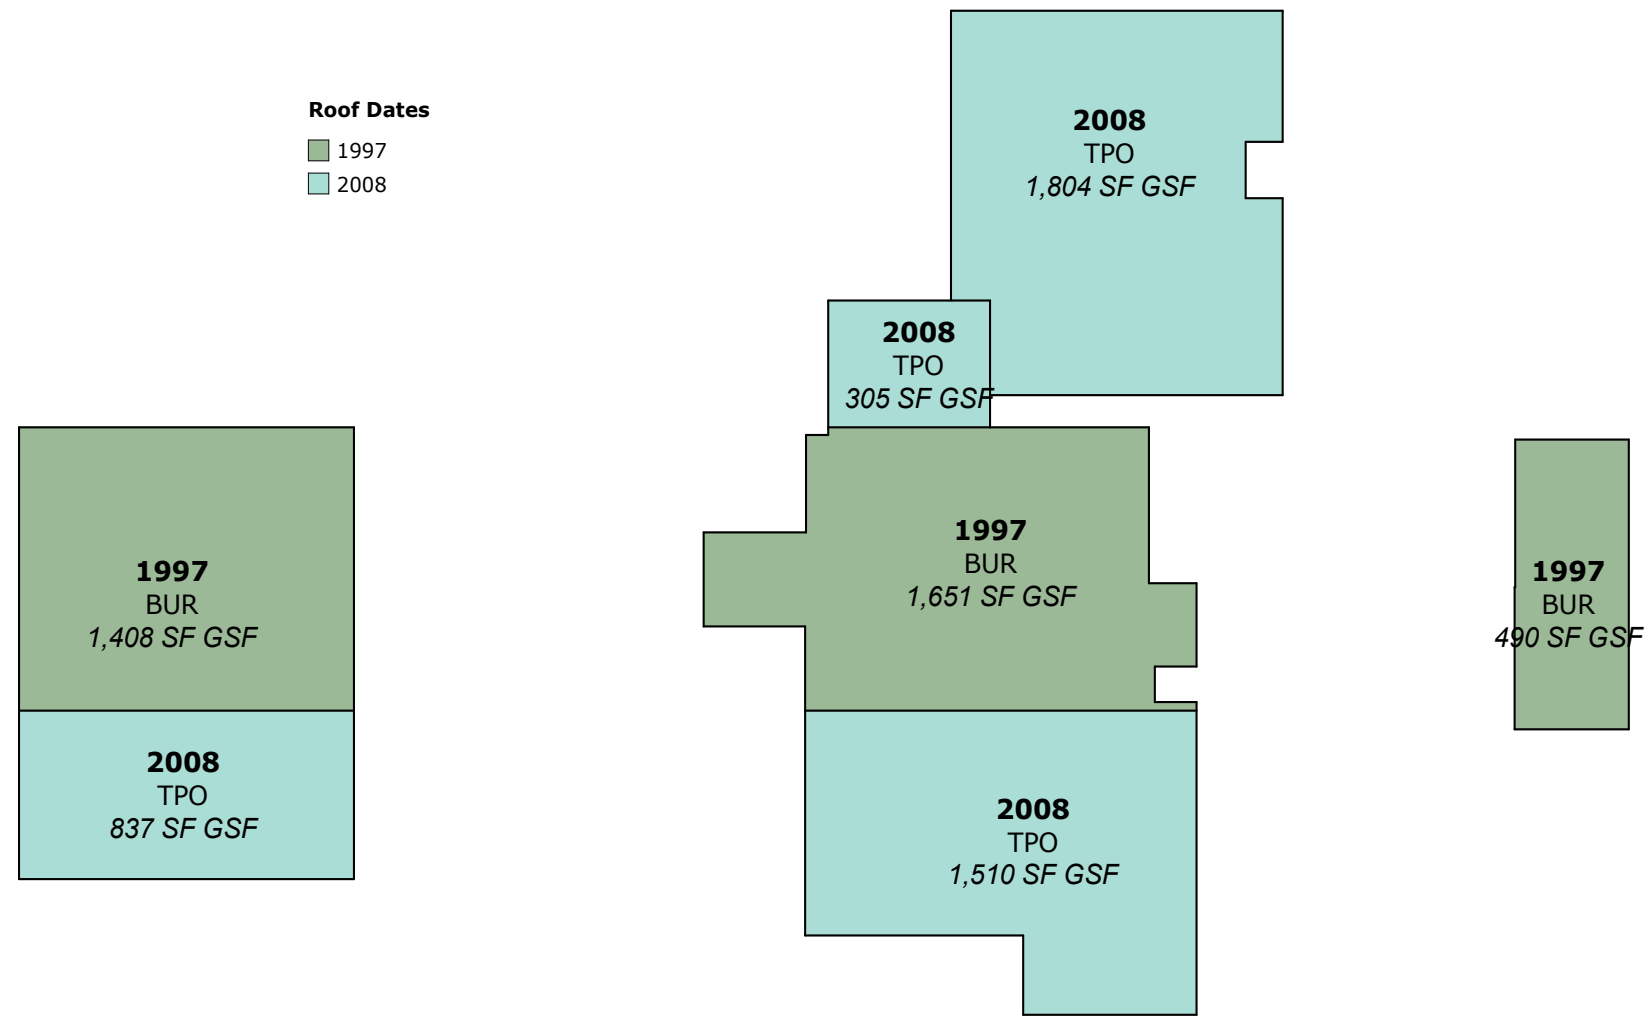 Roof Dates
1997
2008
2008
TPO
1,804 SF GSF
2008
TPO
305 SF GSF
1997
BUR
1,651 SF GSF
1997
BUR
1,408 SF GSF
1997
BUR
490 SF GSF
2008
TPO
837 SF GSF
2008
TPO
1,510 SF GSF